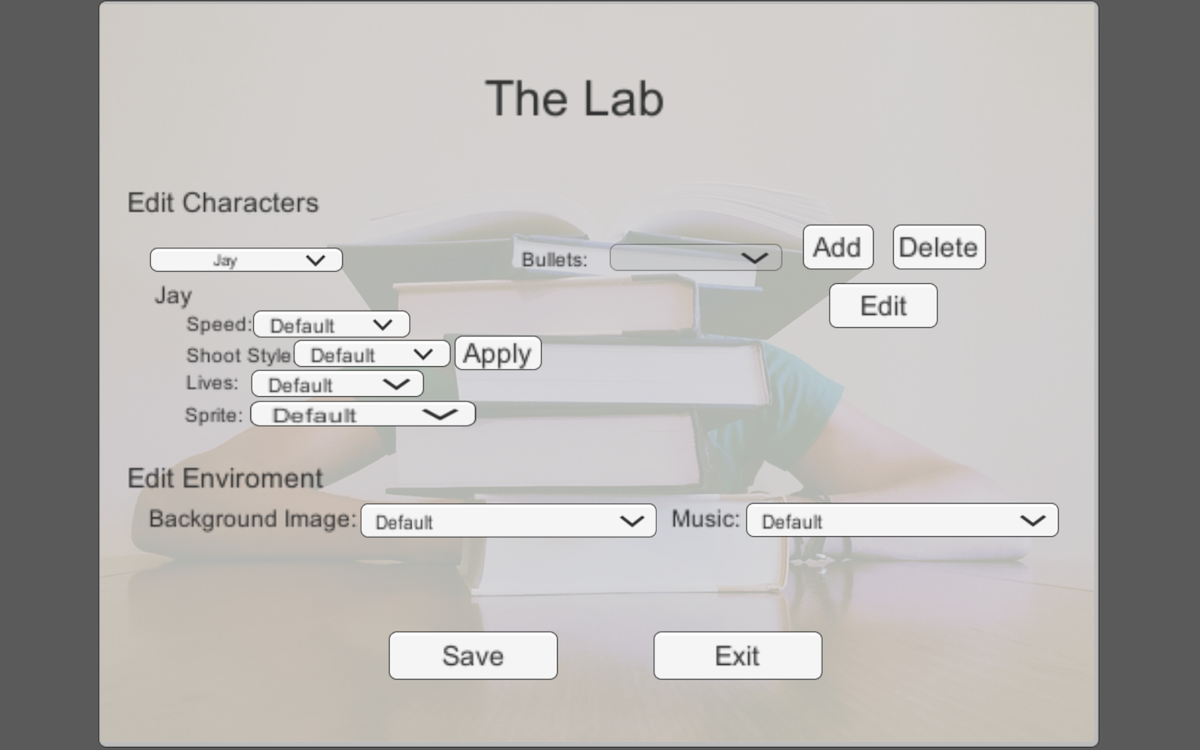 The Lab
Edit Characters
Jay
Bullets:
Add
Delete
Edit
Jay
Speed: Default
Shoot Style Default
Apply
Lives: Default
Sprite: Default
Edit Enviroment
Background Image: Default
Music: Default
Save
Exit